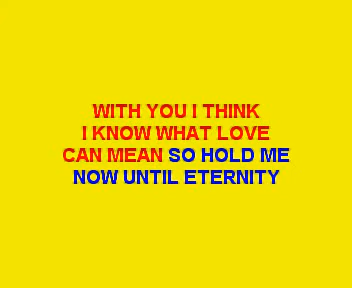 WITH YOU I THINK
I KNOW WHAT LOVE
CAN MEAN SO HOLD ME
NOW UNTIL ETERNITY